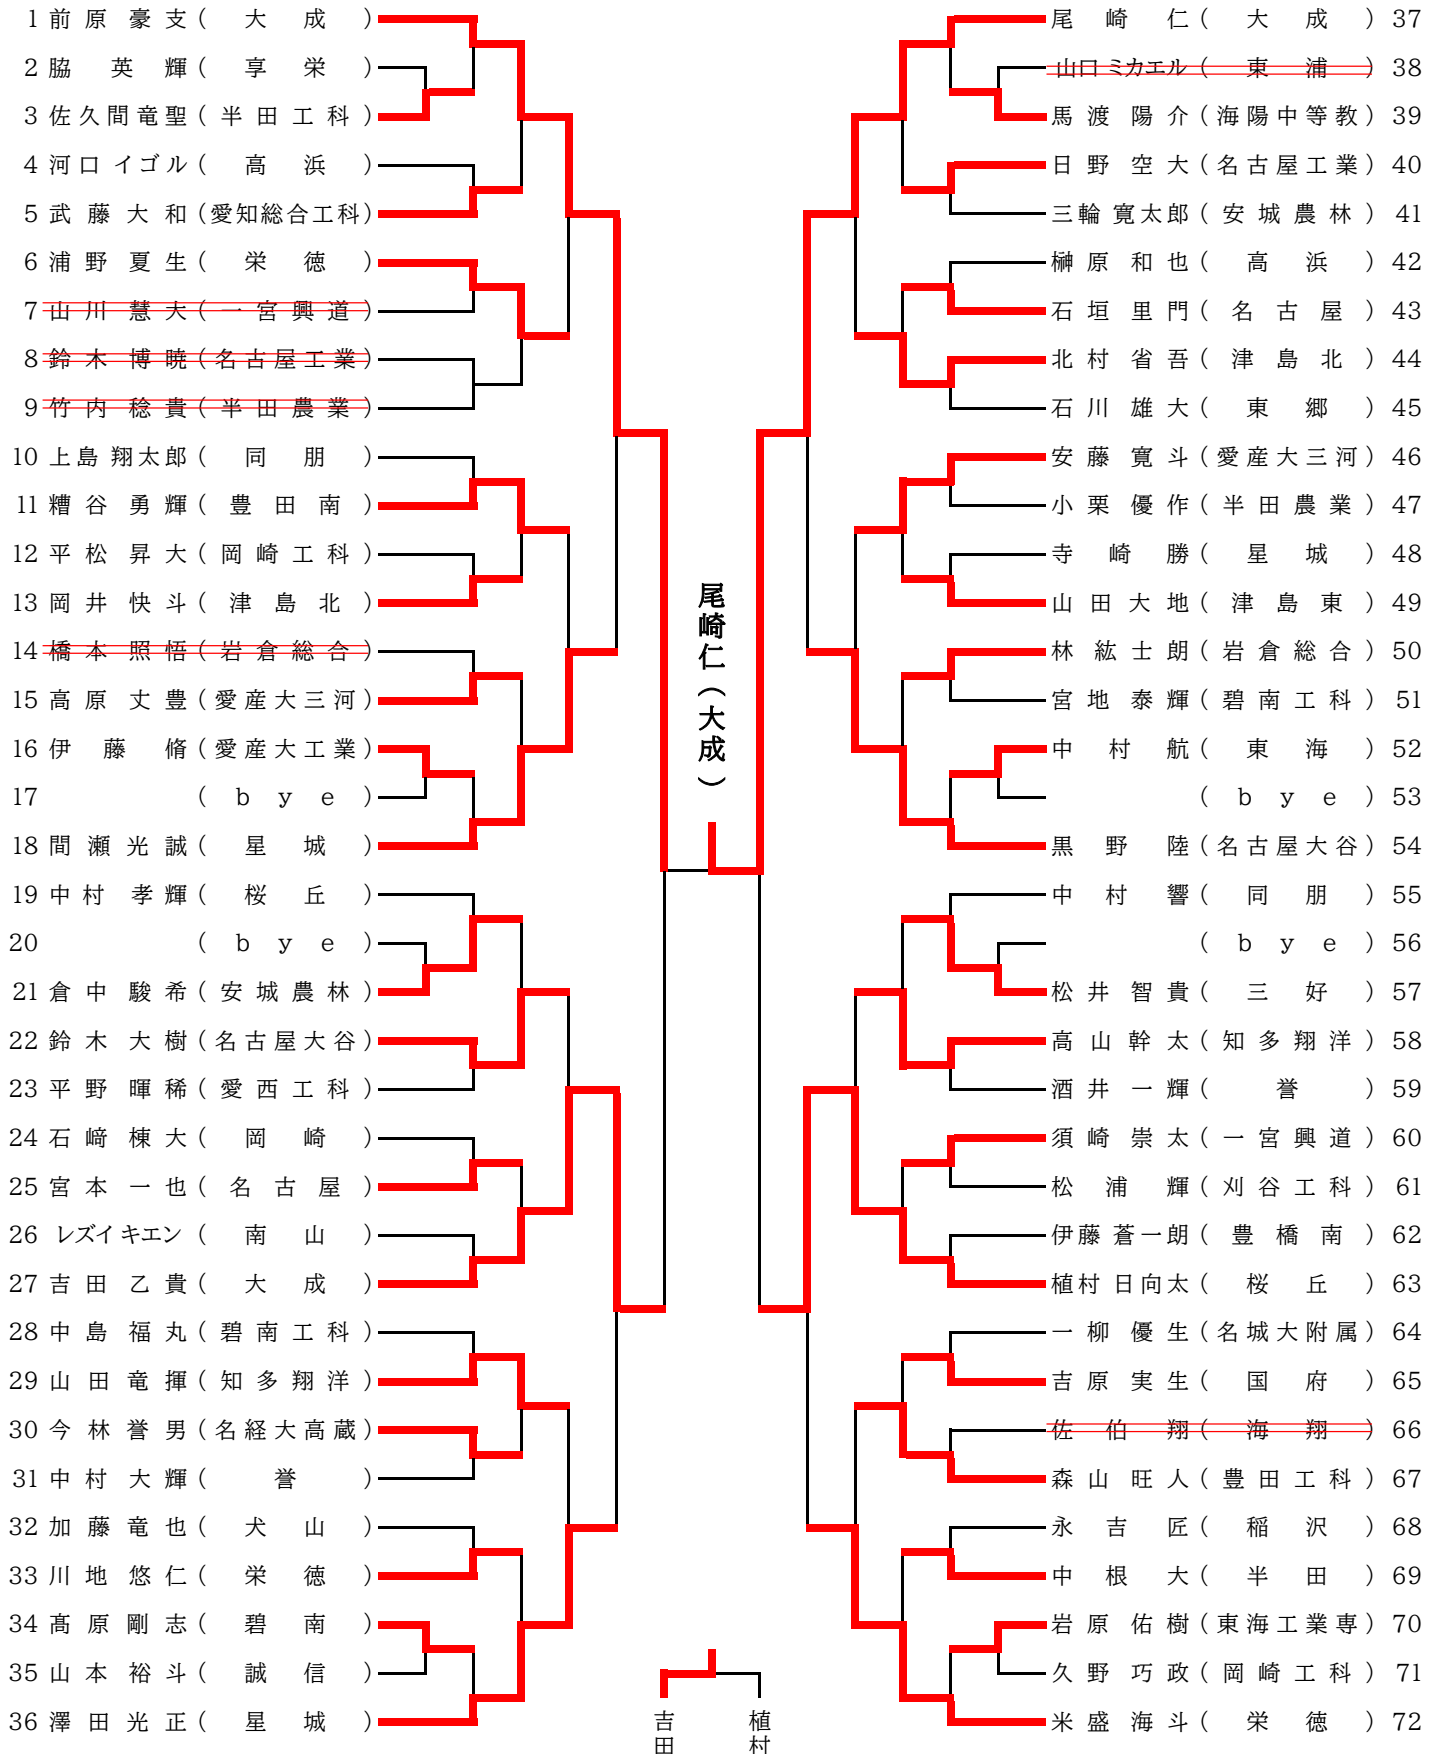 1 前原豪支(大成)
2 脇英輝(享栄)
3 佐久間竜聖(半田工科)
4 河口イゴル(高浜)
5 武藤大和(愛知総合工科)
6 浦野夏生(栄徳)
7 山川慧大(一宮興道)
8 鈴木博暁(名古屋工業)
9 竹内稔貴(半田農業)
10 上島翔太郎(同朋)
11 糟谷勇輝(豊田南)
12 平松昇大(岡崎工科)
13 岡井快斗(津島北)
14 橋本照悟(岩倉総合)
15 高原丈豊(愛産大三河)
16 伊藤脩(愛産大工業)
17 (bye)
18 間瀬光誠(星城)
19 中村孝輝(桜丘)
20 (bye)
21 倉中駿希(安城農林)
22 鈴木大樹(名古屋大谷)
23 平野暉稀(愛西工科)
24 石﨑棟大(岡崎)
25 宮本一也(名古屋)
26 レズイキエン(南山)
27 吉田乙貴(大成)
28 中島福丸(碧南工科)
29 山田竜揮(知多翔洋)
30 今林誉男(名経大高蔵)
31 中村大輝(誉)
32 加藤竜也(犬山)
33 川地悠仁(栄徳)
34 髙原剛志(碧南)
35 山本裕斗(誠信)
36 澤田光正(星城)
尾崎仁(大成)
吉田
植村
尾崎仁(大成) 37
山口ミカエル(東浦) 38
馬渡陽介(海陽中等教) 39
日野空大(名古屋工業) 40
三輪寛太郎(安城農林) 41
榊原和也(高浜) 42
石垣里門(名古屋) 43
北村省吾(津島北) 44
石川雄大(東郷) 45
安藤寛斗(愛産大三河) 46
小栗優作(半田農業) 47
寺崎勝(星城) 48
山田大地(津島東) 49
林紘士朗(岩倉総合) 50
宮地泰輝(碧南工科) 51
中村航(東海) 52
(bye) 53
黒野陸(名古屋大谷) 54
中村響(同朋) 55
(bye) 56
松井智貴(三好) 57
高山幹太(知多翔洋) 58
酒井一輝(誉) 59
須崎崇太(一宮興道) 60
松浦輝(刈谷工科) 61
伊藤蒼一朗(豊橋南) 62
植村日向太(桜丘) 63
一柳優生(名城大附属) 64
吉原実生(国府) 65
佐伯翔(海翔) 66
森山旺人(豊田工科) 67
永吉匠(稲沢) 68
中根大(半田) 69
岩原佑樹(東海工業専) 70
久野巧政(岡崎工科) 71
米盛海斗(栄徳) 72